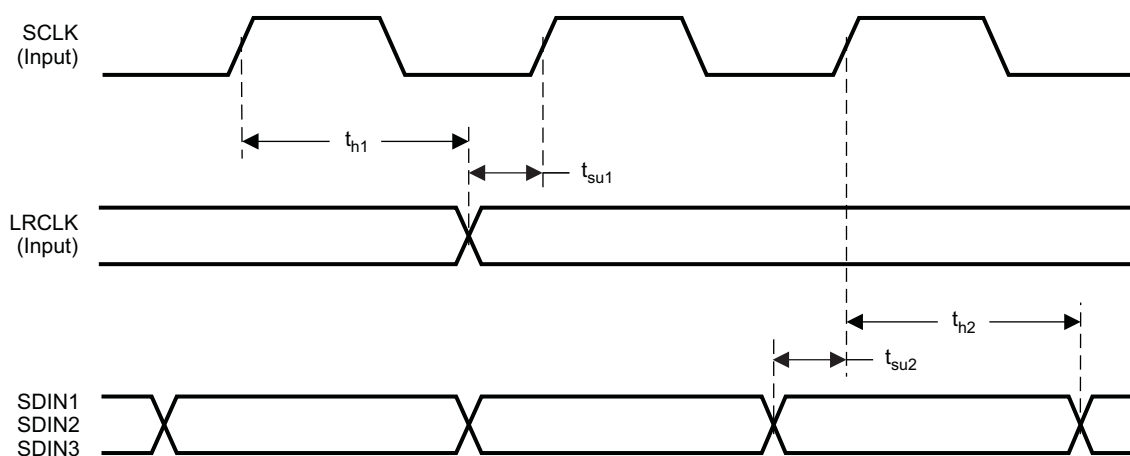 SCLK
(Input)
t_h1
t_su1
LRCLK
(Input)
t_h2
t_su2
SDIN1
SDIN2
SDIN3